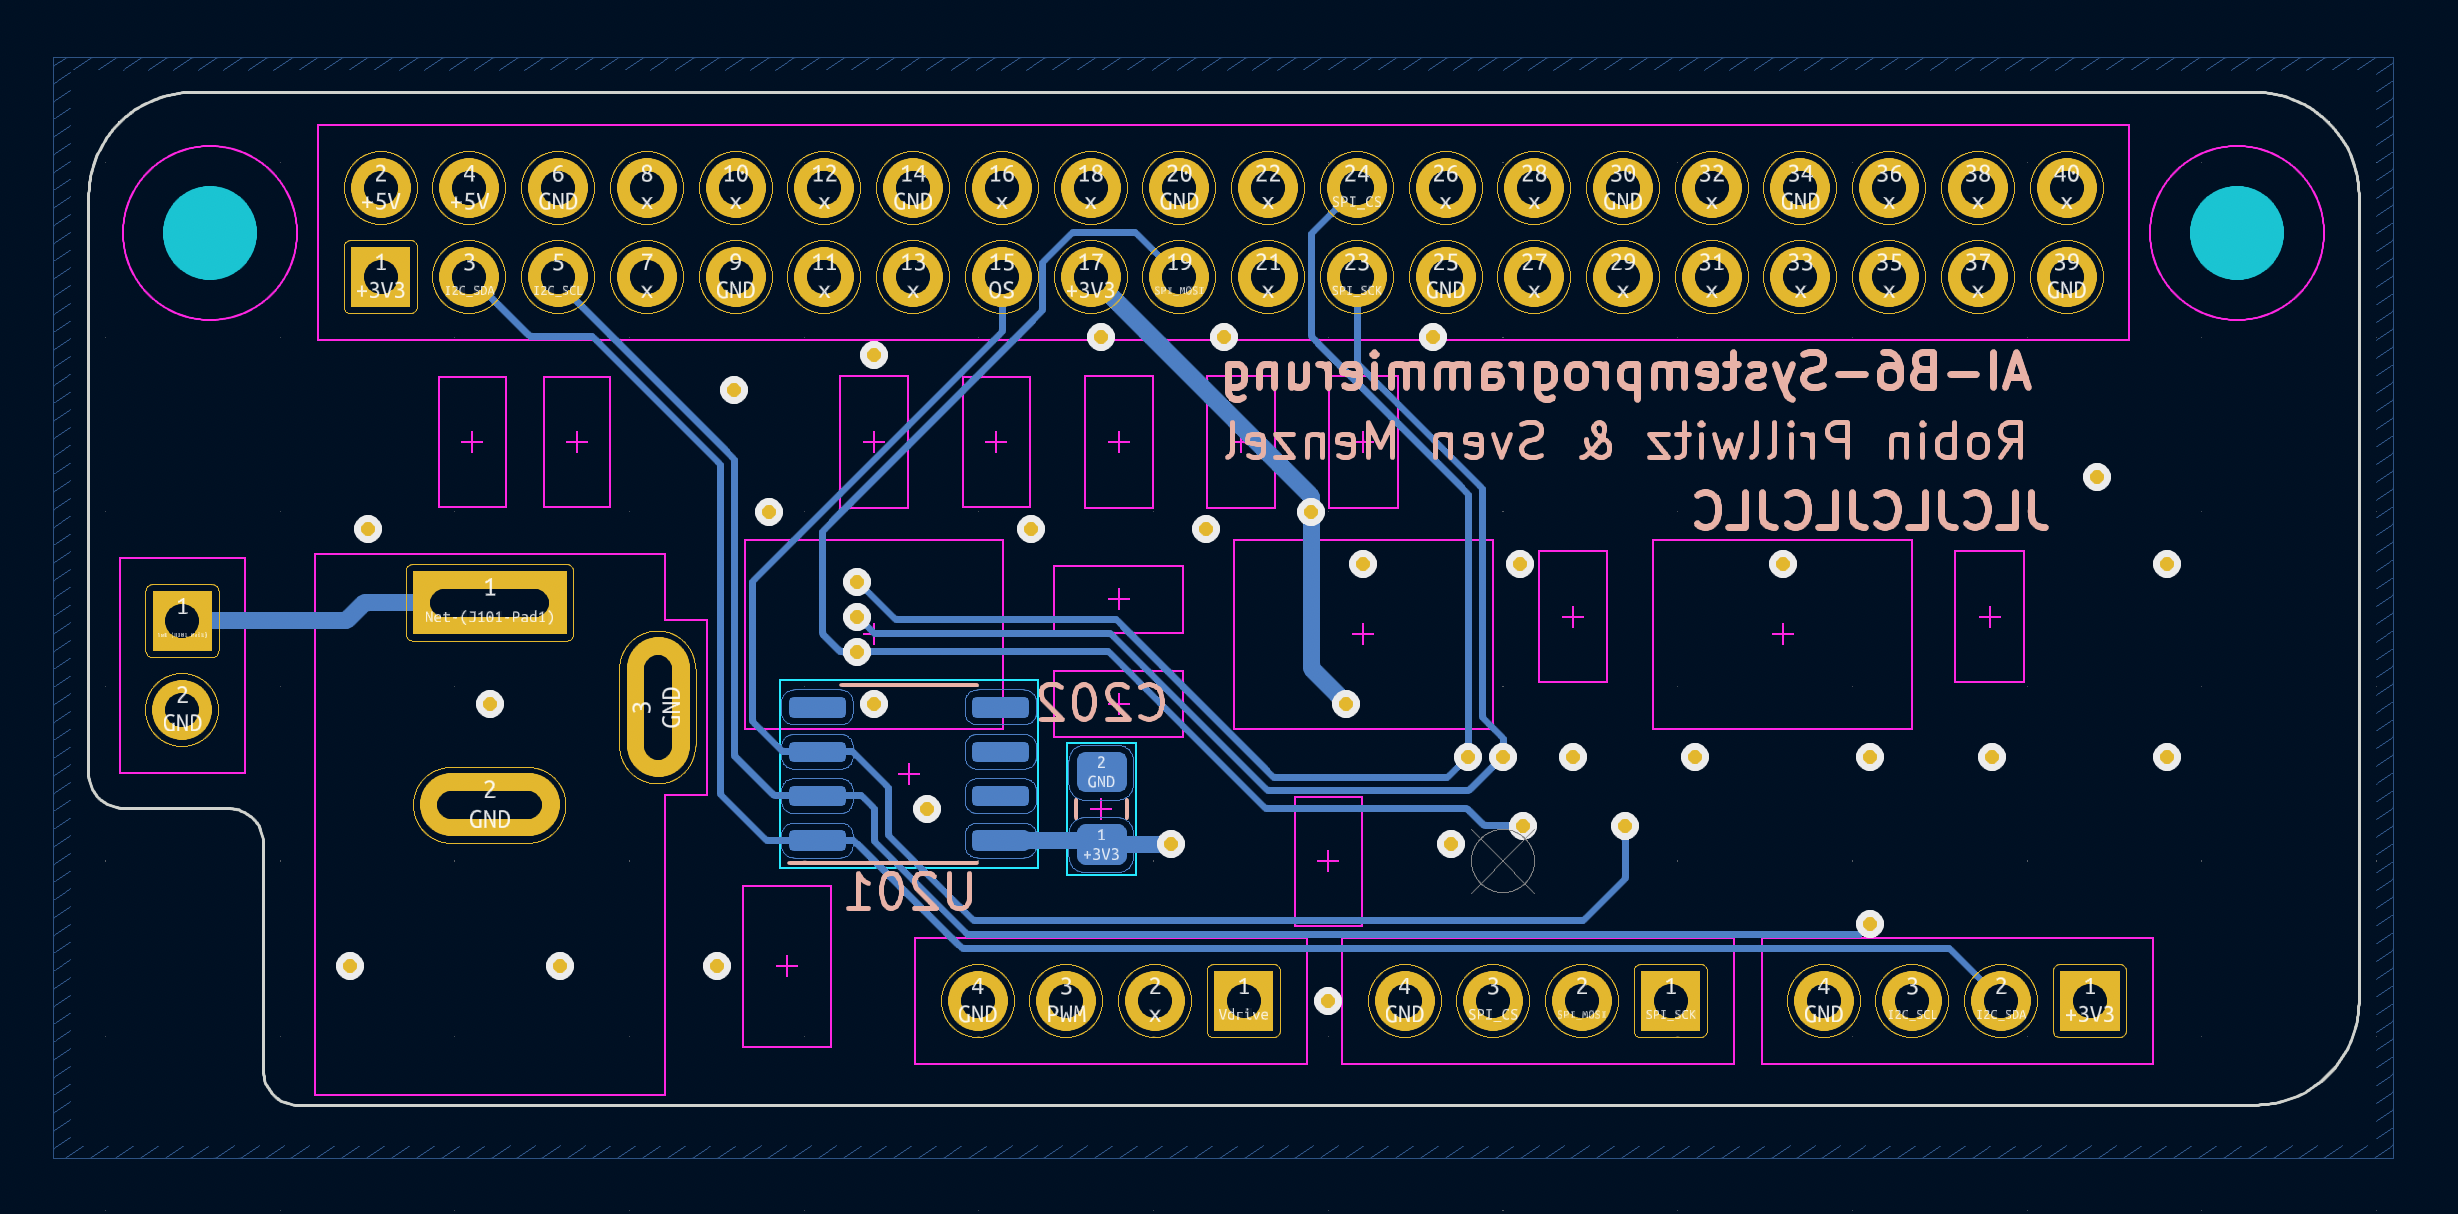 2 4 6 8 10 12 14 16 18 20 22 24 26 28 30 32 34 36 38 40
+5V +5V GND x x x GND x x GND x SPI_CS x x GND x GND x x x
1 3 5 7 9 11 13 15 17 19 21 23 25 27 29 31 33 35 37 39
+3V3 I2C_SDA I2C_SCL x GND x x OS +3V3 SPI_MOSI x SPI_SCK GND x x x x x x GND
AI-B6-Systemprogrammierung
Robin Prillwitz & Sven Menzel
JLCJLCJLCJLC
1
Net-(J101-Pad1)
1
Net-(J101-Pad1)
2
GND
3
GND
2
GND
C202
2
GND
1
+3V3
U201
4 3 2 1
GND PWM x Vdrive
4 3 2 1
GND SPI_CS SPI_MOSI SPI_SCK
4 3 2 1
GND I2C_SCL I2C_SDA +3V3